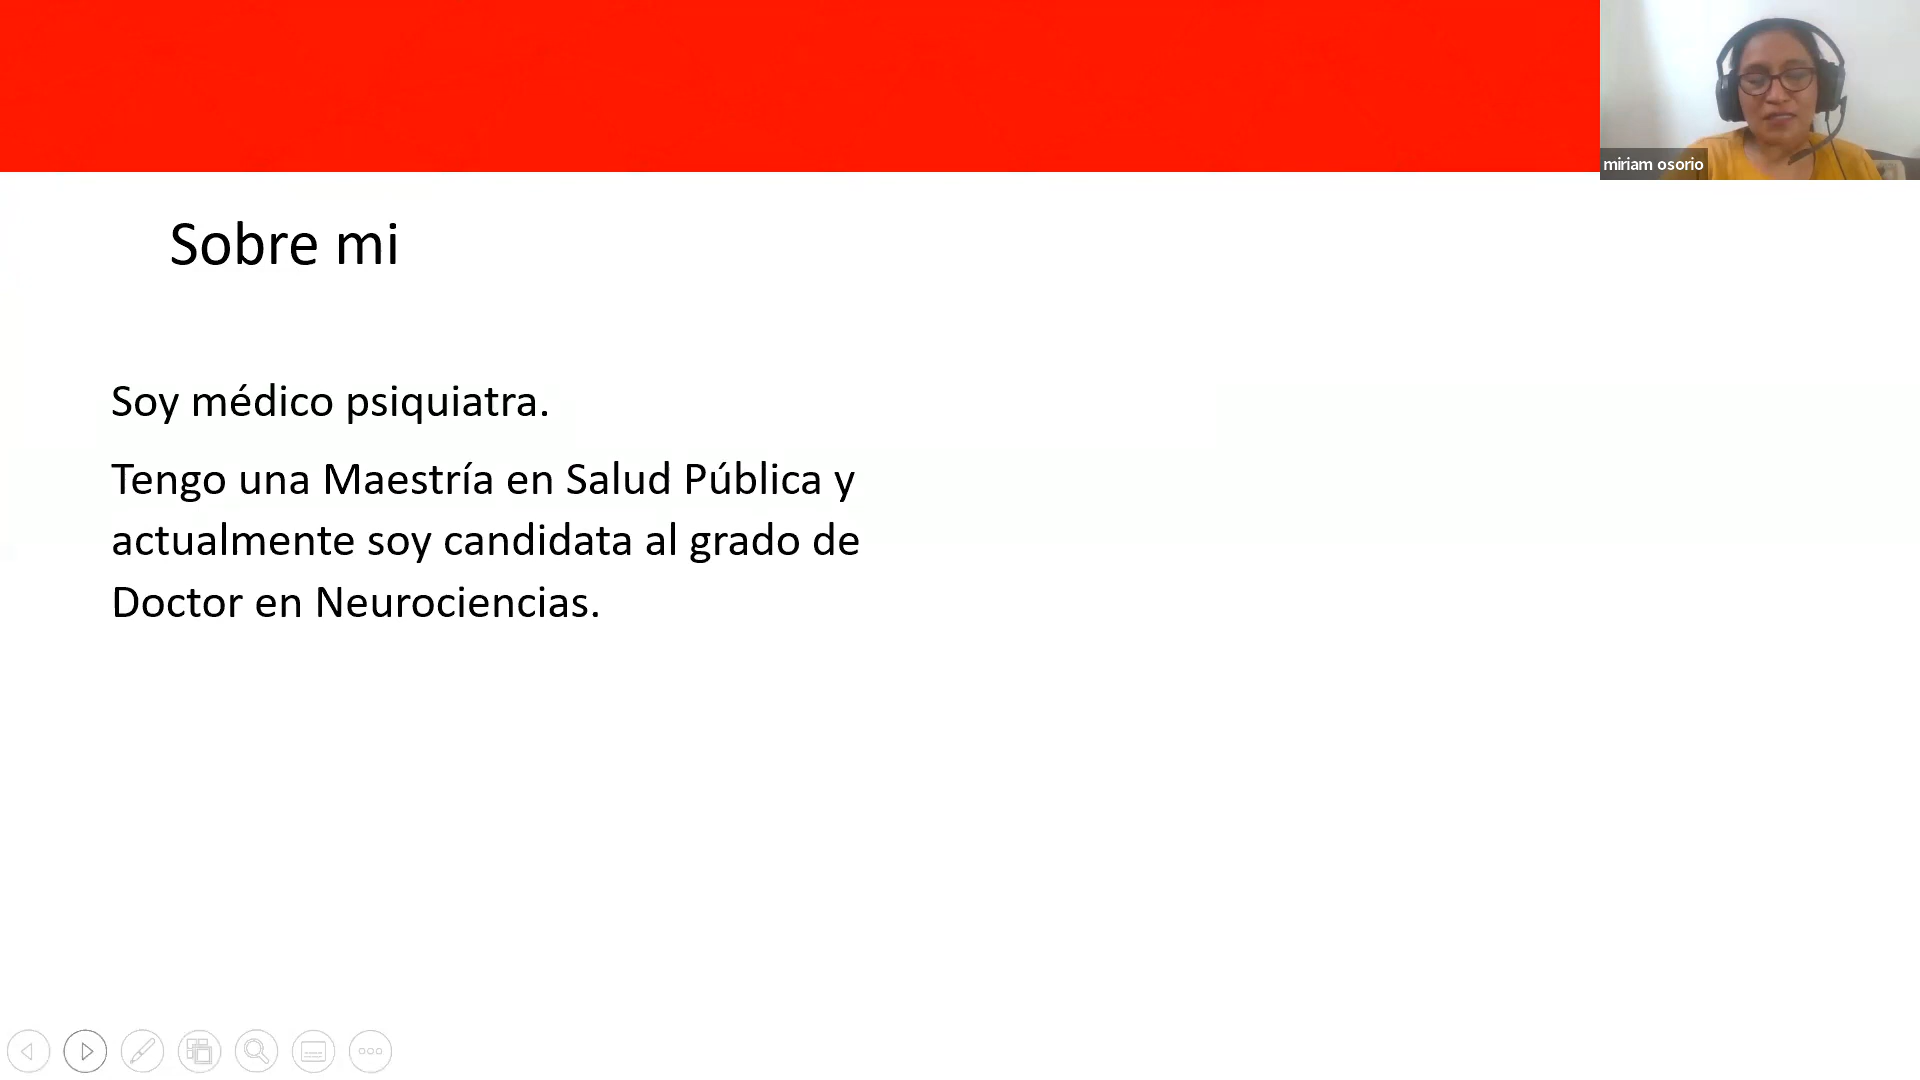 miriam osorio
Sobre mi
Soy médico psiquiatra.
Tengo una Maestría en Salud Pública y
actualmente soy candidata al grado de
Doctor en Neurociencias.